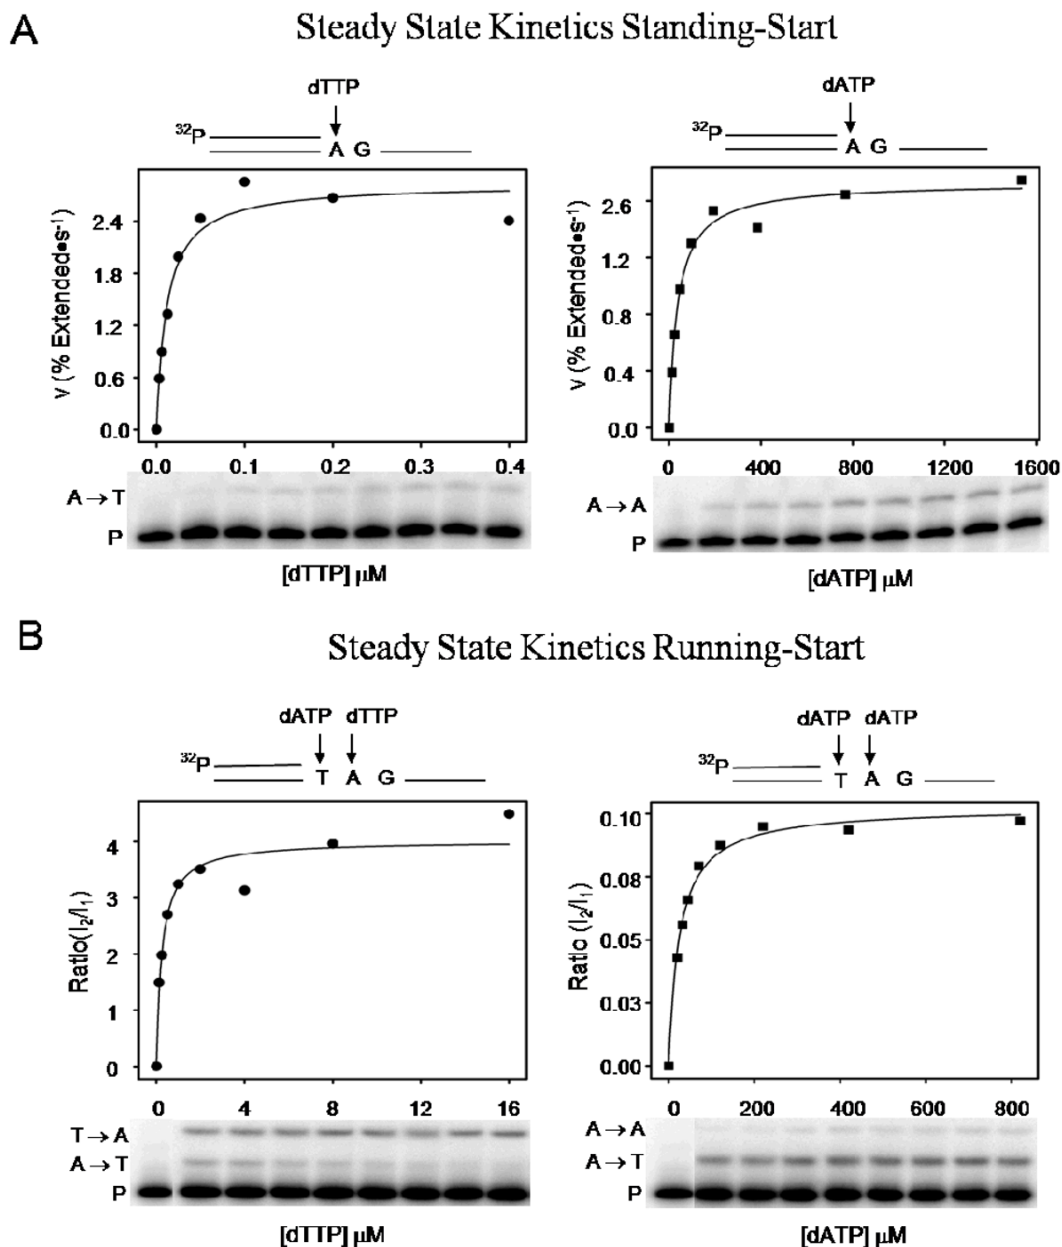 A
Steady State Kinetics Standing-Start
dTTP
32P
A G
v (% Extended•s-1)
2.4
1.8
1.2
0.6
0.0
0.0 0.1 0.2 0.3 0.4
A→T
P
[dTTP] μM
dATP
32P
A G
v (% Extended•s-1)
2.6
1.2
0.8
0.4
0.0
0 400 800 1200 1600
A→A
P
[dATP] μM
B
Steady State Kinetics Running-Start
dATP dTTP
32P
T A G
Ratio(I2/I1)
4
3
2
1
0
0 4 8 12 16
T→A
A→T
P
[dTTP] μM
dATP dATP
32P
T A G
Ratio (I2/I1)
0.10
0.08
0.05
0.03
0.00
0 200 400 600 800
A→A
A→T
P
[dATP] μM